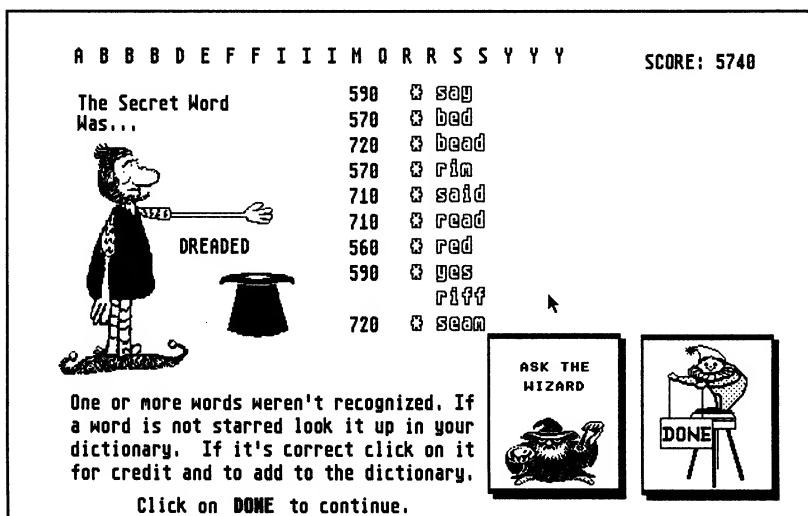 A B B B D E F F I I I M Q R R S S Y Y Y
SCORE: 5740
The Secret Word
Was...
DREADED
590 * say
570 * bed
720 * bead
570 * rim
710 * said
710 * read
560 * red
590 * yes
riff
720 * seam
ASK THE
WIZARD
DONE
One or more words weren't recognized. If
a word is not starred look it up in your
dictionary. If it's correct click on it
for credit and to add to the dictionary.
Click on DONE to continue.